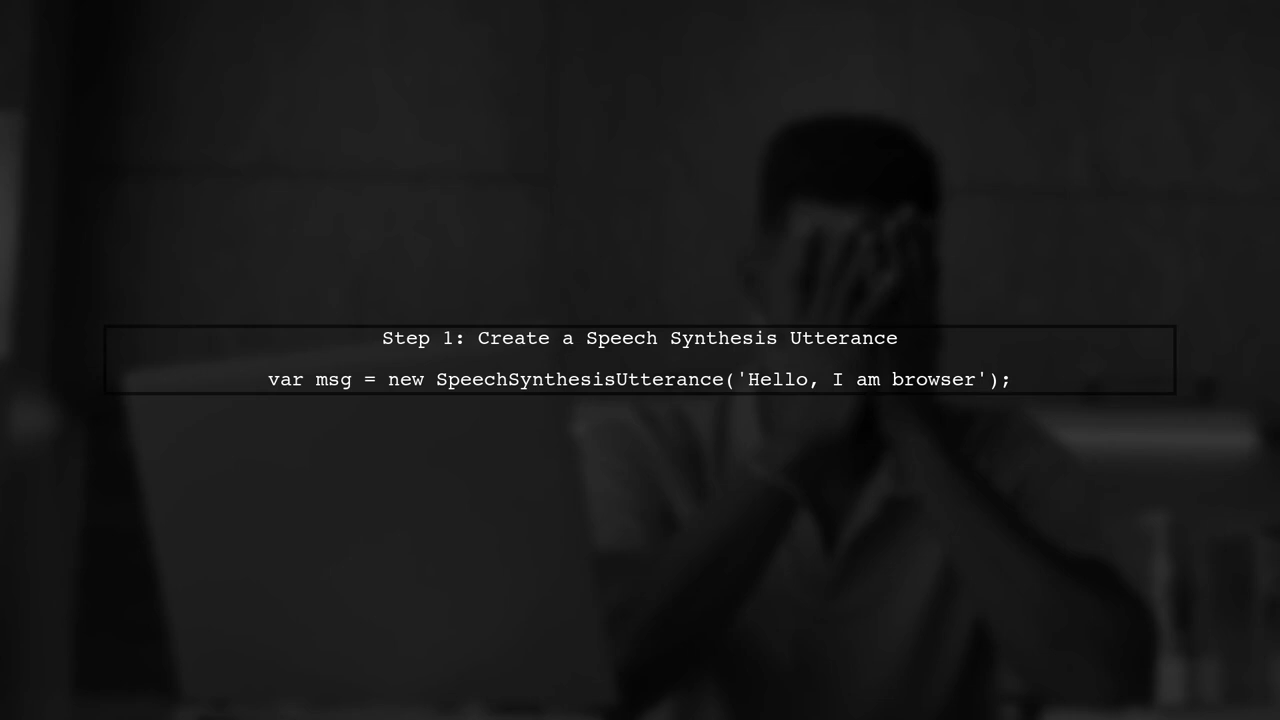 Step 1: Create a Speech Synthesis Utterance
var msg = new SpeechSynthesisUtterance('Hello, I am browser');